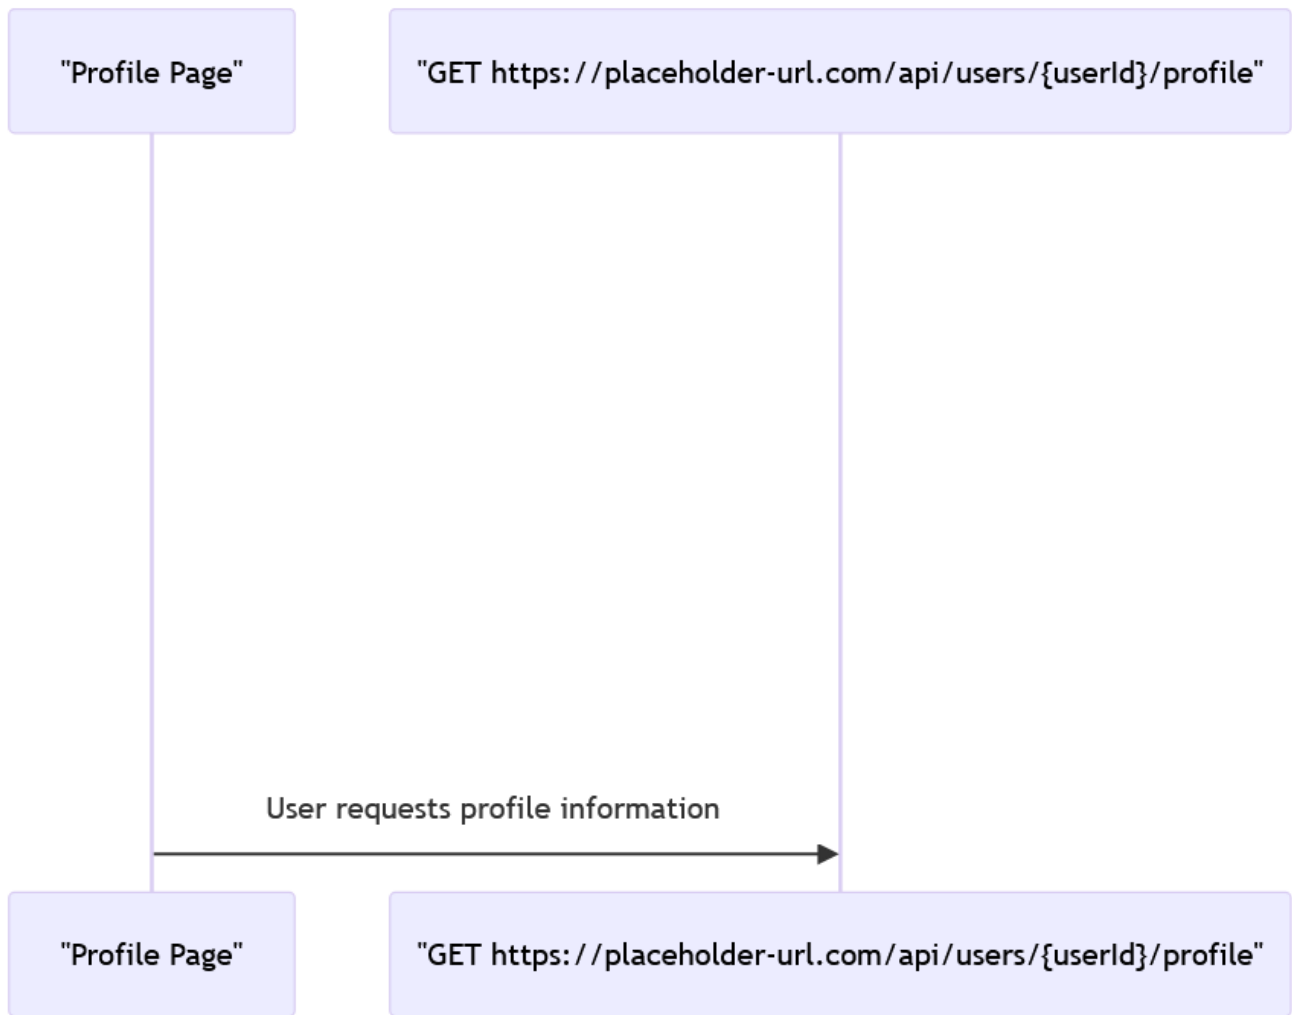 "Profile Page"
"GET https://placeholder-url.com/api/users/{userId}/profile"
User requests profile information
"Profile Page"
"GET https://placeholder-url.com/api/users/{userId}/profile"